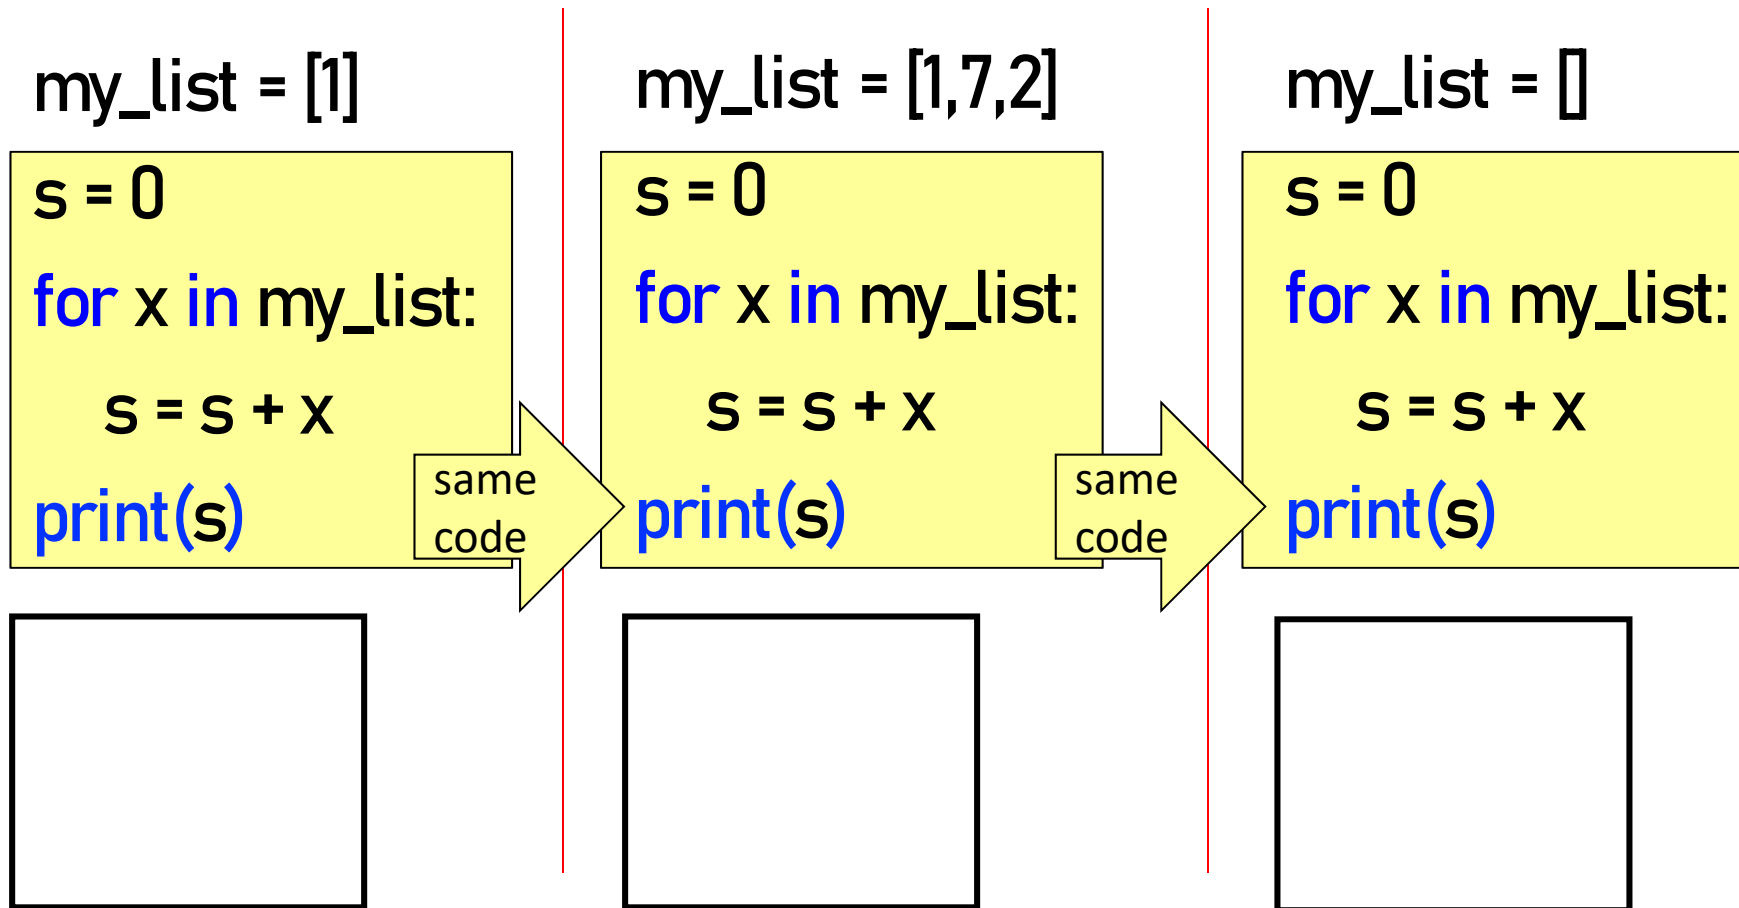 my_list = [1]
s = 0
for x in my_list:
s = s + x
print(s)
same
code
my_list = [1,7,2]
s = 0
for x in my_list:
s = s + x
print(s)
same
code
my_list = []
s = 0
for x in my_list:
s = s + x
print(s)